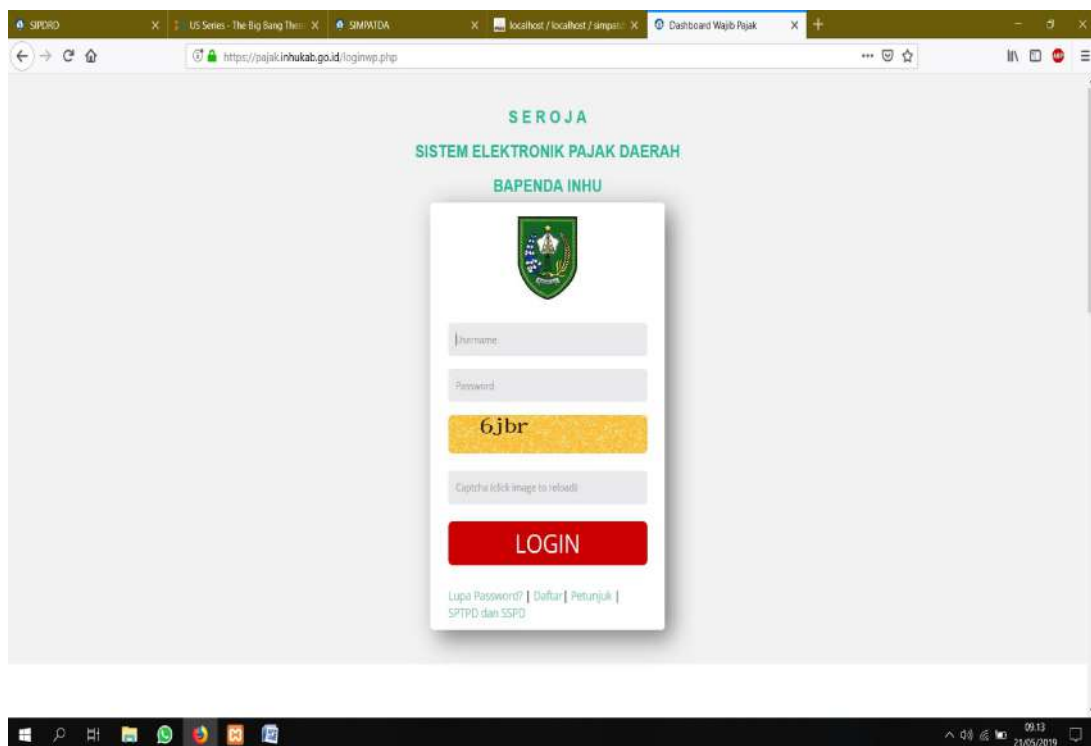 SIPDRO
US Series - The Big Bang Theo
SIMPATDA
localhost / localhost / simpatd
Dashboard Wajib Pajak
https://pajak.inhukab.go.id/loginwp.php
S E R O J A
SISTEM ELEKTRONIK PAJAK DAERAH
BAPENDA INHU
Username
Password
6jbr
Captcha (click image to reload)
LOGIN
Lupa Password? | Daftar | Petunjuk |
SPTPD dan SSPD
09.13
21/05/2019